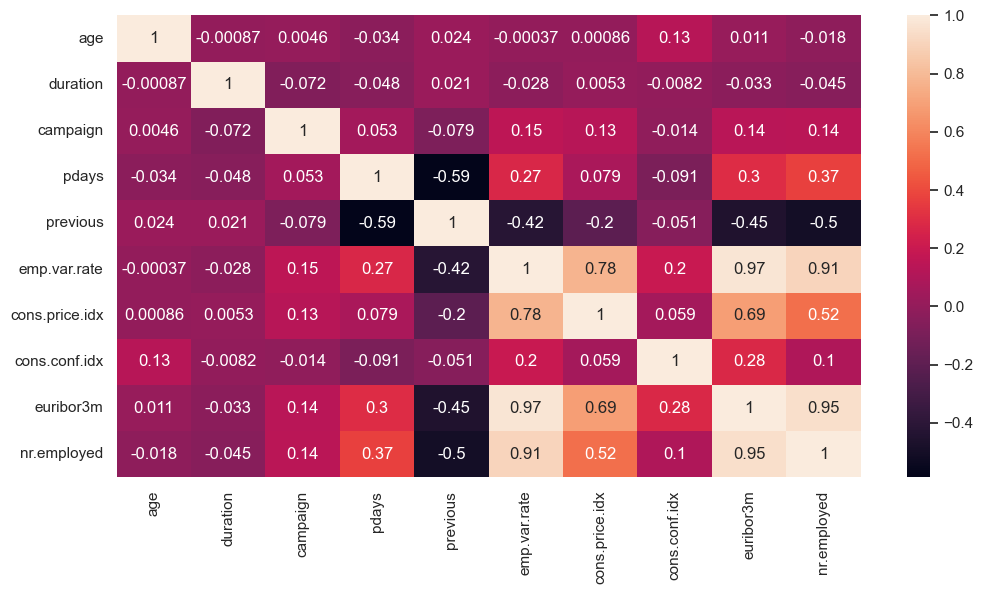 age 1 -0.00087 0.0046 -0.034 0.024 -0.00037 0.00086 0.13 0.011 -0.018
duration -0.00087 1 -0.072 -0.048 0.021 -0.028 0.0053 -0.0082 -0.033 -0.045
campaign 0.0046 -0.072 1 0.053 -0.079 0.15 0.13 -0.014 0.14 0.14
pdays -0.034 -0.048 0.053 1 -0.59 0.27 0.079 -0.091 0.3 0.37
previous 0.024 0.021 -0.079 -0.59 1 -0.42 -0.2 -0.051 -0.45 -0.5
emp.var.rate -0.00037 -0.028 0.15 0.27 -0.42 1 0.78 0.2 0.97 0.91
cons.price.idx 0.00086 0.0053 0.13 0.079 -0.2 0.78 1 0.059 0.69 0.52
cons.conf.idx 0.13 -0.0082 -0.014 -0.091 -0.051 0.2 0.059 1 0.28 0.1
euribor3m 0.011 -0.033 0.14 0.3 -0.45 0.97 0.69 0.28 1 0.95
nr.employed -0.018 -0.045 0.14 0.37 -0.5 0.91 0.52 0.1 0.95 1
age duration campaign pdays previous emp.var.rate cons.price.idx cons.conf.idx euribor3m nr.employed
1.0
0.8
0.6
0.4
0.2
0.0
-0.2
-0.4